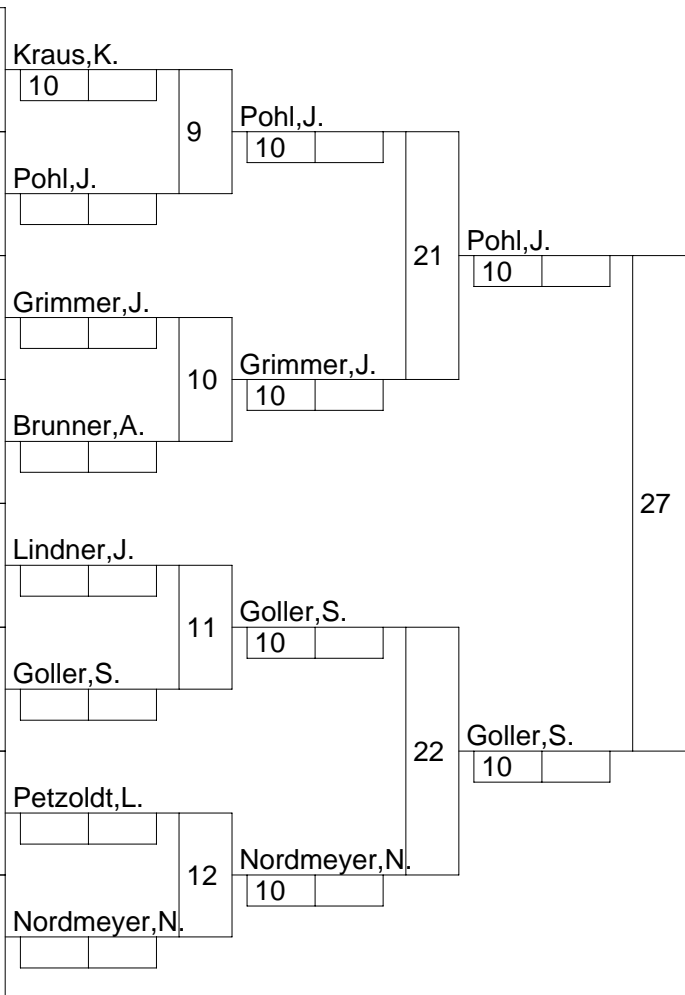 Kraus,K.
10
9
Pohl,J.
10
Pohl,J.
21
Pohl,J.
10
Grimmer,J.
10
Grimmer,J.
10
Brunner,A.
27
Lindner,J.
11
Goller,S.
10
Goller,S.
22
Goller,S.
10
Petzoldt,L.
12
Nordmeyer,N.
10
Nordmeyer,N.